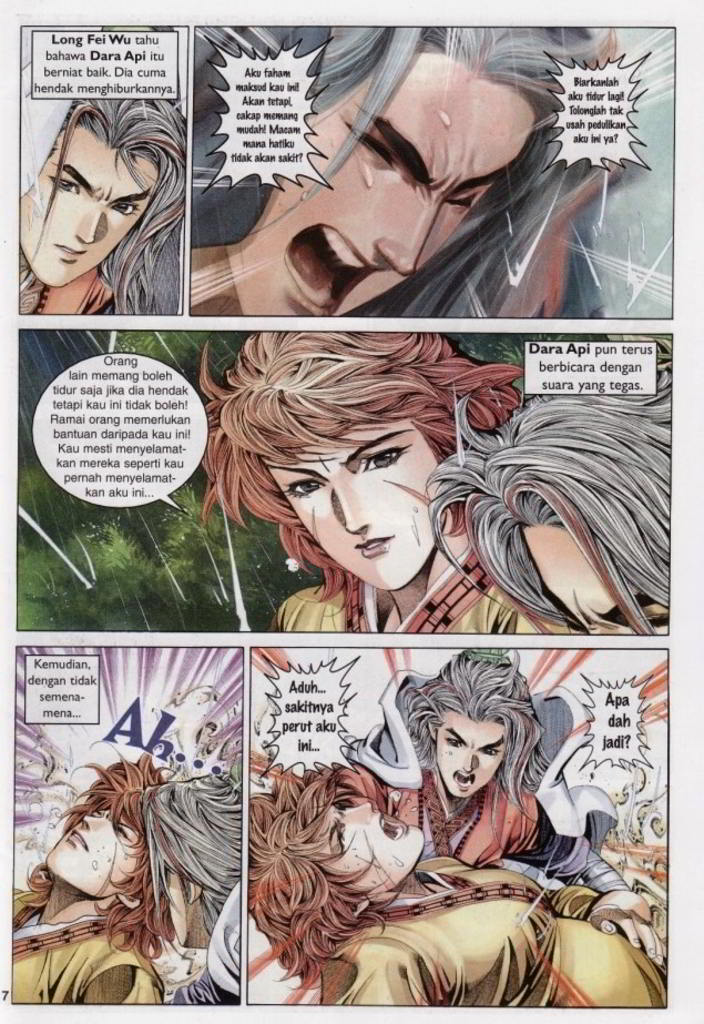 Long Fei Wu tahu
bahawa Dara Api itu
berniat baik. Dia cuma
hendak menghiburkannya.
Aku faham
maksud kau ini!
Akan tetapi,
cakap memang
mudah! Macam
mana hatiku
tidak akan sakit?
Biarkanlah
aku tidur lagi!
Tolonglah tak
usah pedulikan
aku ini ya?
Orang
lain memang boleh
tidur saja jika dia hendak
tetapi kau ini tidak boleh!
Ramai orang memerlukan
bantuan daripada kau ini!
Kau mesti menyelamat-
kan mereka seperti kau
pernah menyelamat-
kan aku ini...
Dara Api pun terus
berbicara dengan
suara yang tegas.
Kemudian,
dengan tidak
semena-
mena...
Ah....
Aduh...
sakitnya
perut aku
ini...
Apa
dah
jadi?
7